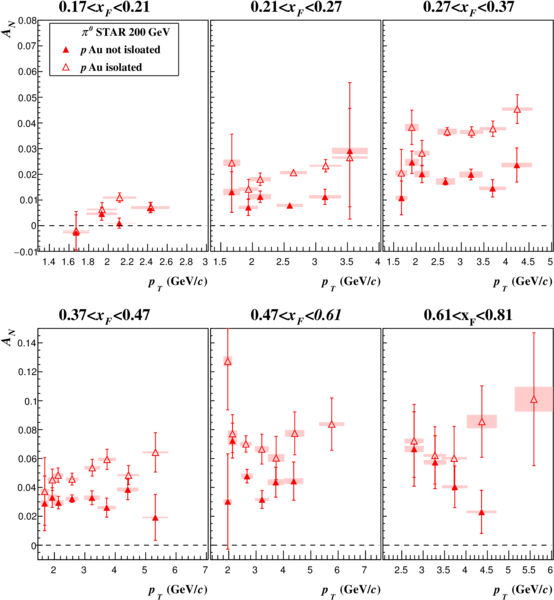 0.17<x_F<0.21 0.21<x_F<0.27 0.27<x_F<0.37
A_N
π⁰ STAR 200 GeV
p Au not isloated
p Au isolated
0.08
0.07
0.06
0.05
0.04
0.03
0.02
0.01
0
−0.01
1.4 1.6 1.8 2 2.2 2.4 2.6 2.8 3 1.5 2 2.5 3 3.5 4 1.5 2 2.5 3 3.5 4 4.5 5
p_T (GeV/c) p_T (GeV/c) p_T (GeV/c)
0.37<x_F<0.47 0.47<x_F<0.61 0.61<x_F<0.81
A_N
0.14
0.12
0.1
0.08
0.06
0.04
0.02
0
2 3 4 5 6 7 2 3 4 5 6 7 2.5 3 3.5 4 4.5 5 5.5 6
p_T (GeV/c) p_T (GeV/c) p_T (GeV/c)